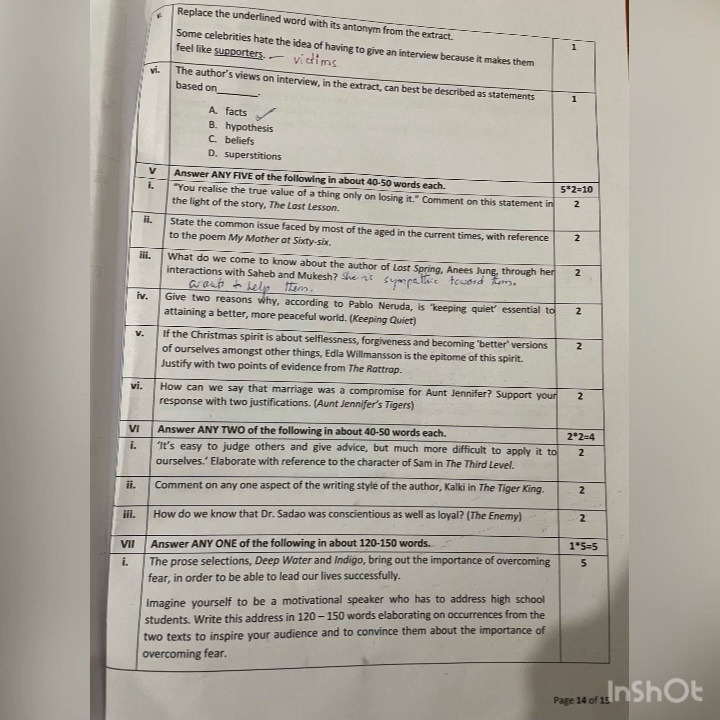 v. Replace the underlined word with its antonym from the extract.
Some celebrities hate the idea of having to give an interview because it makes them 1
feel like supporters. — victims
vi. The author's views on interview, in the extract, can best be described as statements 1
based on_______.
A. facts ✓
B. hypothesis
C. beliefs
D. superstitions
V Answer ANY FIVE of the following in about 40-50 words each. 5*2=10
i. "You realise the true value of a thing only on losing it." Comment on this statement in 2
the light of the story, The Last Lesson.
ii. State the common issue faced by most of the aged in the current times, with reference 2
to the poem My Mother at Sixty-six.
iii. What do we come to know about the author of Lost Spring, Anees Jung, through her 2
interactions with Saheb and Mukesh? She is sympathetic toward them.
wants to help them.
iv. Give two reasons why, according to Pablo Neruda, is 'keeping quiet' essential to 2
attaining a better, more peaceful world. (Keeping Quiet)
v. If the Christmas spirit is about selflessness, forgiveness and becoming 'better' versions 2
of ourselves amongst other things, Edla Willmansson is the epitome of this spirit.
Justify with two points of evidence from The Rattrap.
vi. How can we say that marriage was a compromise for Aunt Jennifer? Support your 2
response with two justifications. (Aunt Jennifer's Tigers)
VI Answer ANY TWO of the following in about 40-50 words each. 2*2=4
i. 'It's easy to judge others and give advice, but much more difficult to apply it to 2
ourselves.' Elaborate with reference to the character of Sam in The Third Level.
ii. Comment on any one aspect of the writing style of the author, Kalki in The Tiger King. 2
iii. How do we know that Dr. Sadao was conscientious as well as loyal? (The Enemy) 2
VII Answer ANY ONE of the following in about 120-150 words. 1*5=5
i. The prose selections, Deep Water and Indigo, bring out the importance of overcoming 5
fear, in order to be able to lead our lives successfully.
Imagine yourself to be a motivational speaker who has to address high school
students. Write this address in 120 – 150 words elaborating on occurrences from the
two texts to inspire your audience and to convince them about the importance of
overcoming fear.
Page 14 of 15
InShOt